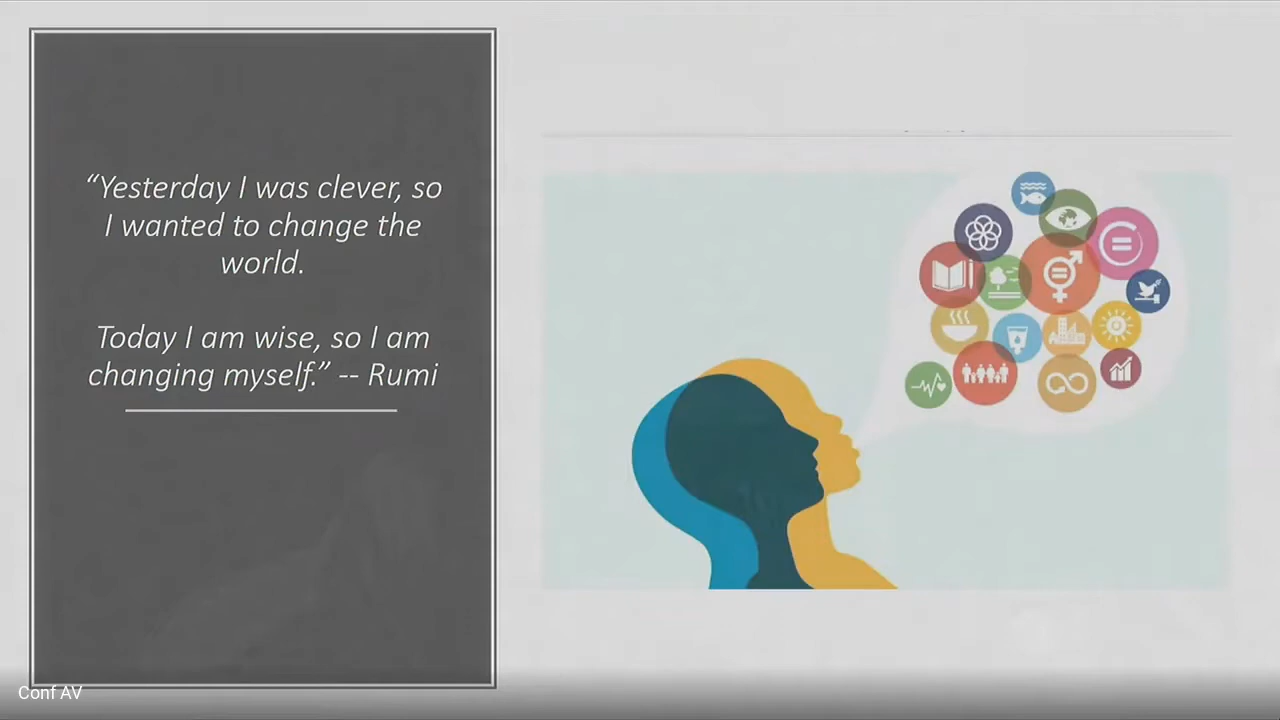 “Yesterday I was clever, so
I wanted to change the
world.
Today I am wise, so I am
changing myself.” -- Rumi
Conf AV